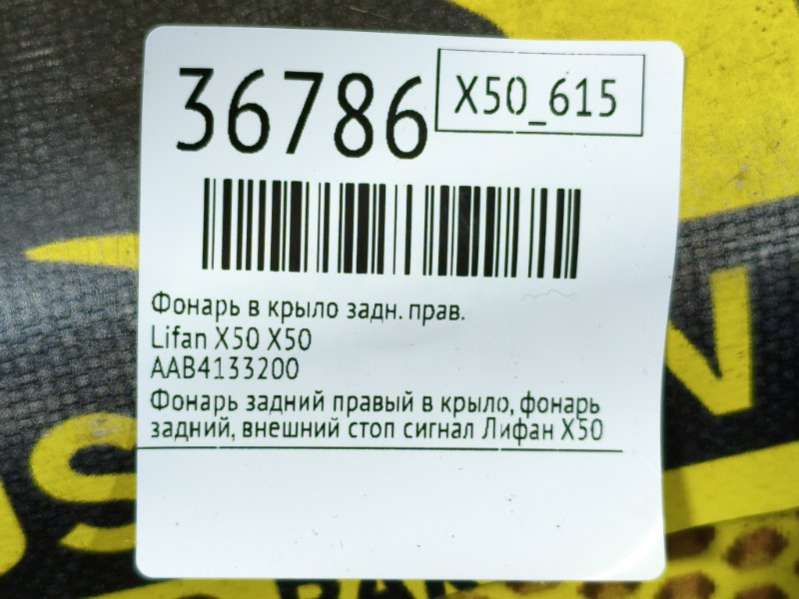 36786
X50_615
Фонарь в крыло задн. прав.
Lifan X50 X50
AAB4133200
Фонарь задний правый в крыло, фонарь
задний, внешний стоп сигнал Лифан X50